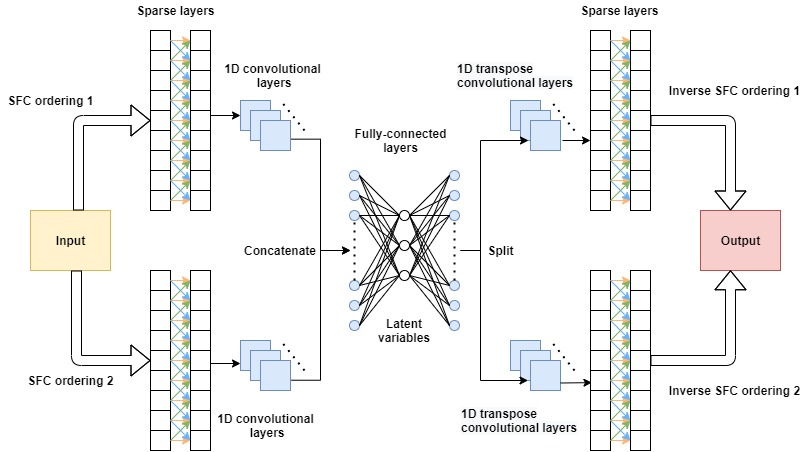 Sparse layers
Sparse layers
1D convolutional
layers
1D transpose
convolutional layers
SFC ordering 1
Inverse SFC ordering 1
Fully-connected
layers
Input
Concatenate
Split
Output
Latent
variables
SFC ordering 2
Inverse SFC ordering 2
1D convolutional
layers
1D transpose
convolutional layers